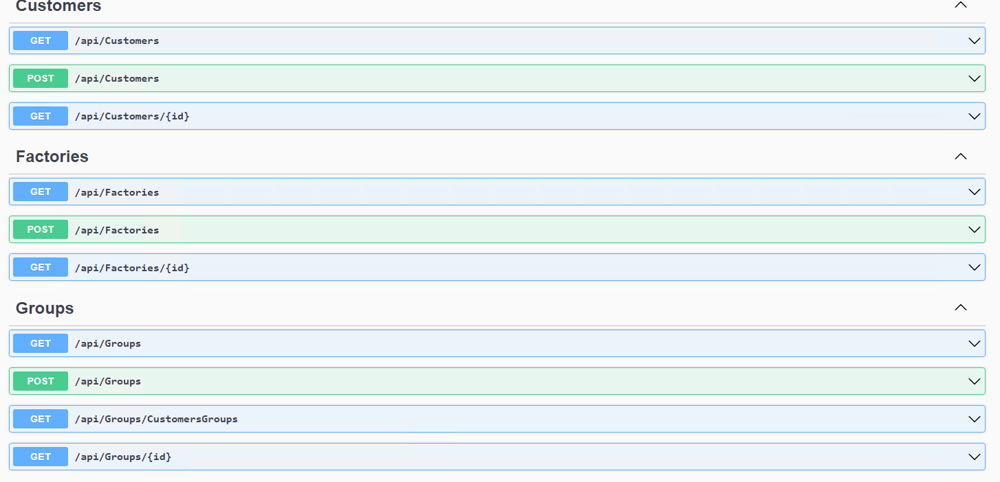 Customers
GET /api/Customers
POST /api/Customers
GET /api/Customers/{id}
Factories
GET /api/Factories
POST /api/Factories
GET /api/Factories/{id}
Groups
GET /api/Groups
POST /api/Groups
GET /api/Groups/CustomersGroups
GET /api/Groups/{id}